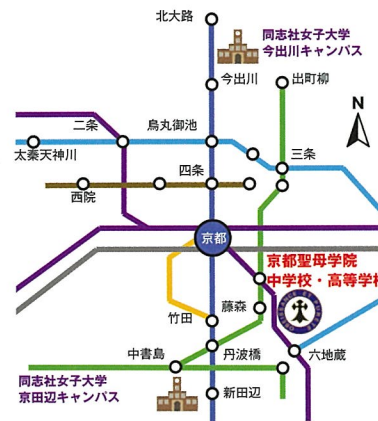 北大路
同志社女子大学
今出川キャンパス
今出川
出町柳
N
二条
烏丸御池
太秦天神川
三条
四条
西院
京都
京都聖母学院
中学校・高等学校
藤森
竹田
中書島
丹波橋
六地蔵
同志社女子大学
京田辺キャンパス
新田辺